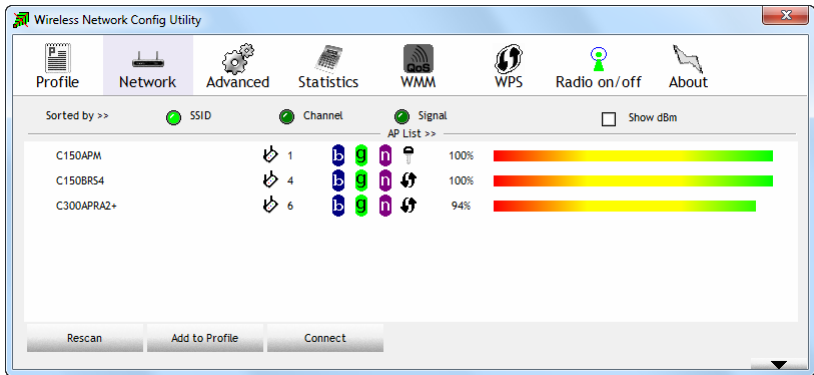 Wireless Network Config Utility
Profile Network Advanced Statistics WMM WPS Radio on/off About
QoS
Sorted by >> SSID Channel Signal Show dBm
AP List >>
C150APM 1 b g n 100%
C150BRS4 4 b g n 100%
C300APRA2+ 6 b g n 94%
Rescan Add to Profile Connect